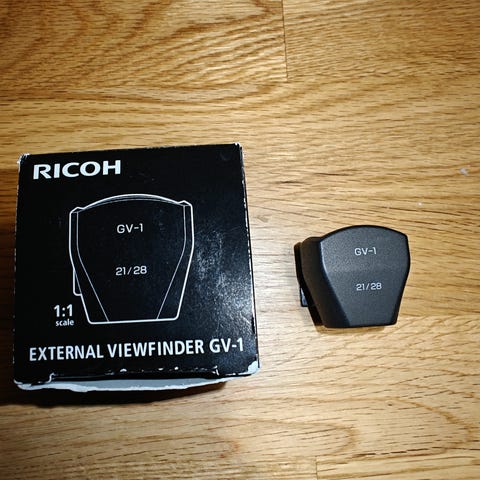 RICOH
GV-1
21/28
1:1
scale
EXTERNAL VIEWFINDER GV-1
GV-1
21/28